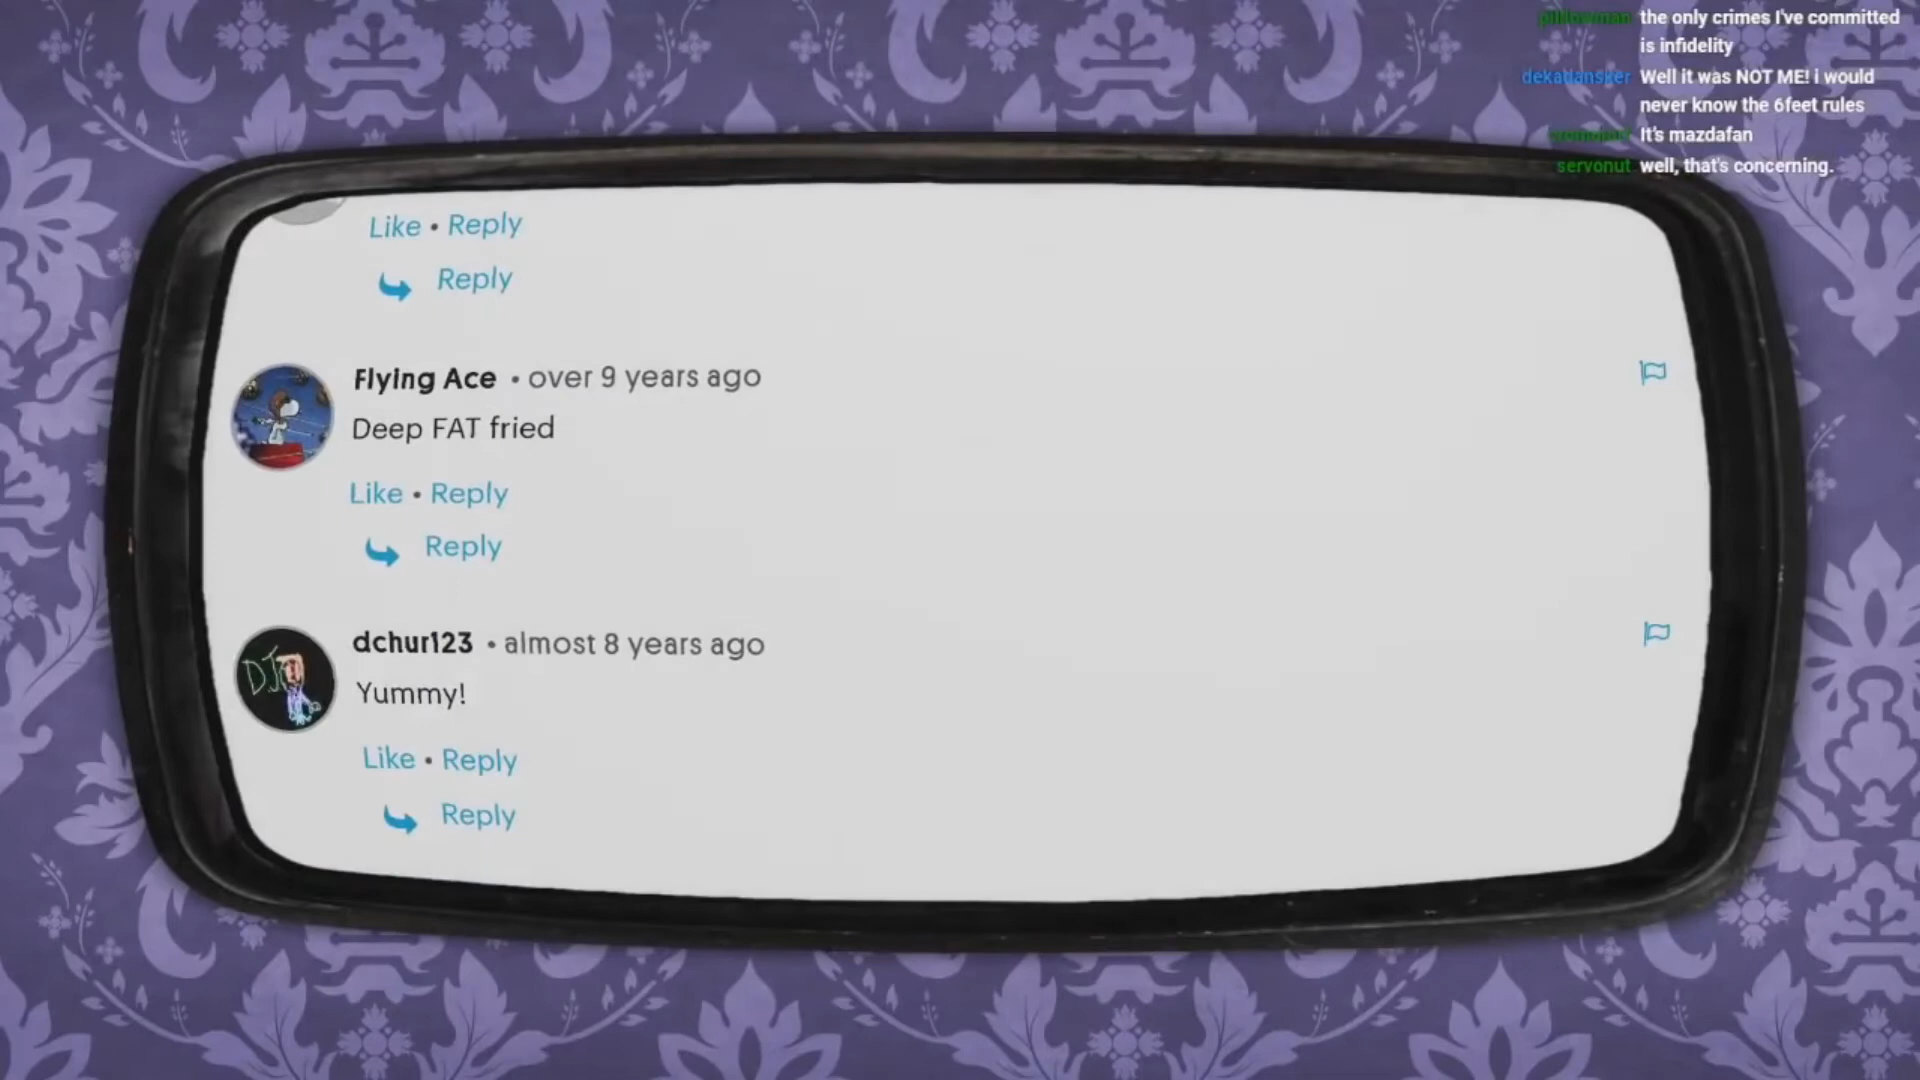 the only crimes I've committed
is infidelity
dekadansker Well it was NOT ME! i would
never know the 6feet rules
It's mazdafan
servonut well, that's concerning.
Like • Reply
Reply
Flying Ace • over 9 years ago
Deep FAT fried
Like • Reply
Reply
dchur123 • almost 8 years ago
DJ
Yummy!
Like • Reply
Reply